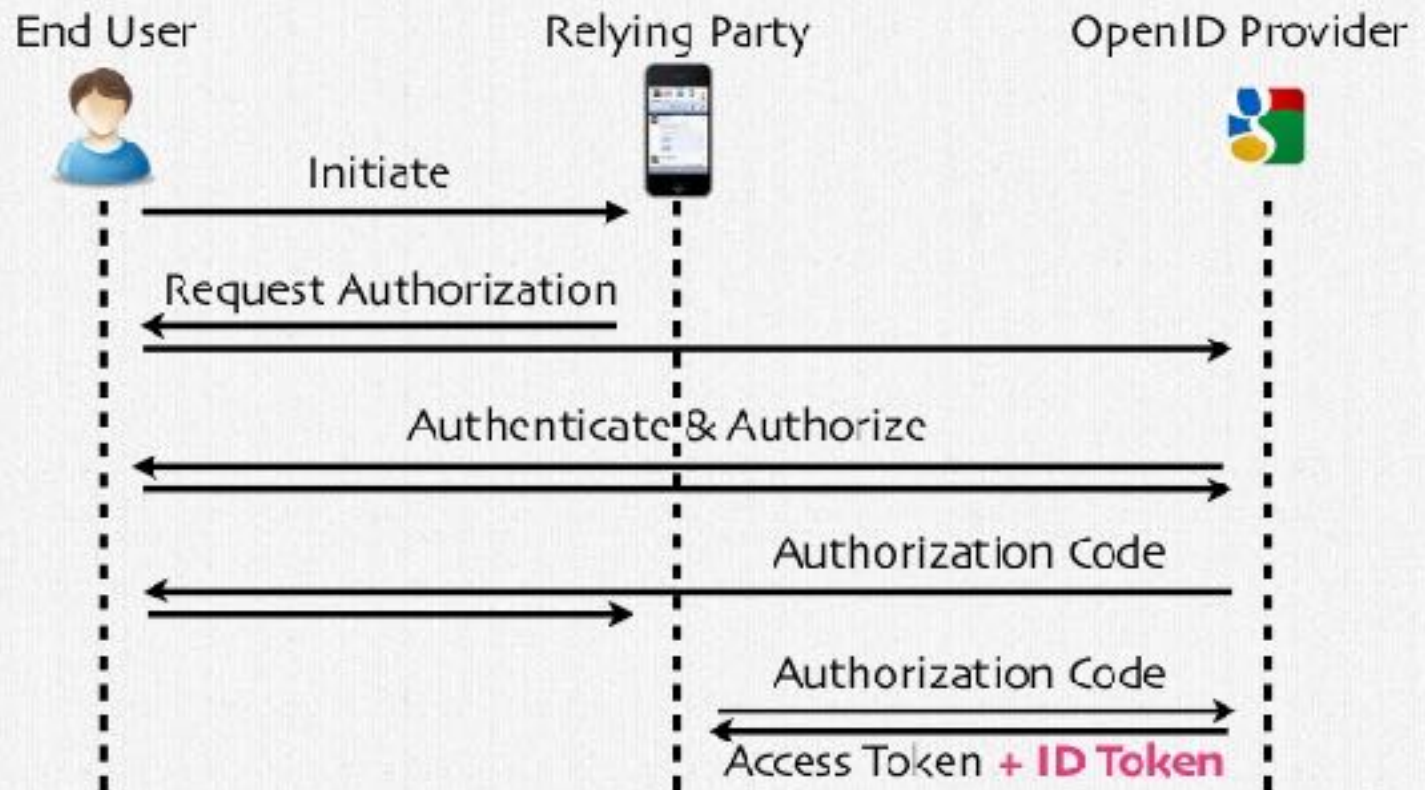 End User
Relying Party
OpenID Provider
Initiate
Request Authorization
Authenticate & Authorize
Authorization Code
Authorization Code
Access Token + ID Token